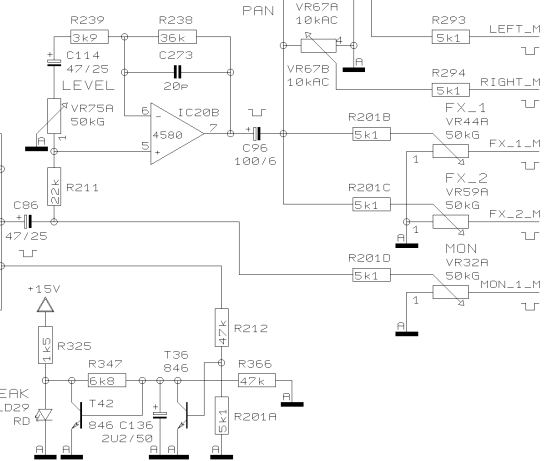 PAN
VR67A
10kAC
R239
R238
R293
LEFT_M
3k9
36k
5k1
4
A
C114
C273
47/25
20p
VR67B
10kAC
R294
RIGHT_M
5k1
LEVEL
VR75A
50kG
IC20B
FX_1
VR44A
50kG
6
-
4580
7
+
R201B
5k1
1
A
5
+
C96
100/6
FX_1_M
1
R211
22k
FX_2
VR59A
50kG
R201C
5k1
C86
+
47/25
FX_2_M
1
A
MON
VR32A
50kG
R201D
5k1
MON_1_M
1
+15V
A
R212
47k
R325
1k5
R347
6k8
T36
846
R366
47k
EAK
LD29
RD
T42
846
C136
2U2/50
+
A
R201A
5k1
A
A
A
A
A